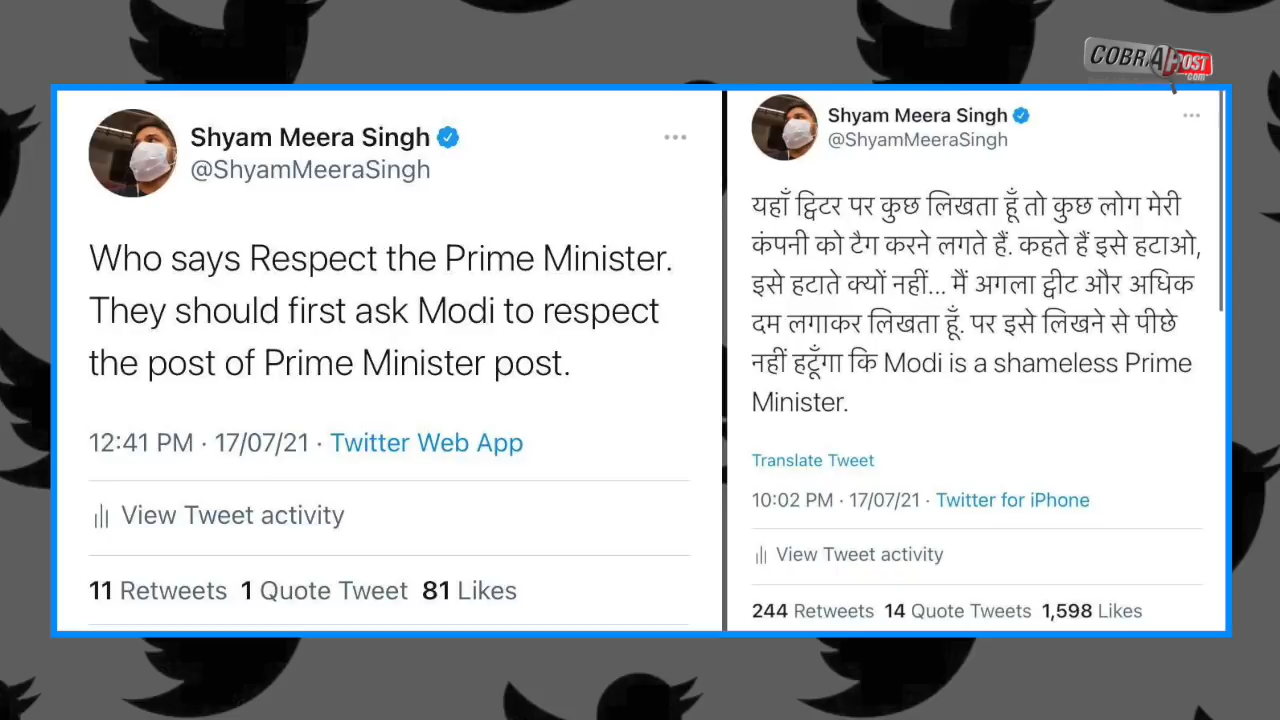 COBRAPOST
.com
Shyam Meera Singh
@ShyamMeeraSingh
Who says Respect the Prime Minister.
They should first ask Modi to respect
the post of Prime Minister post.
12:41 PM · 17/07/21 · Twitter Web App
View Tweet activity
11 Retweets 1 Quote Tweet 81 Likes
Shyam Meera Singh
@ShyamMeeraSingh
यहाँ ट्विटर पर कुछ लिखता हूँ तो कुछ लोग मेरी
कंपनी को टैग करने लगते हैं. कहते हैं इसे हटाओ,
इसे हटाते क्यों नहीं... मैं अगला ट्वीट और अधिक
दम लगाकर लिखता हूँ. पर इसे लिखने से पीछे
नहीं हटूँगा कि Modi is a shameless Prime
Minister.
Translate Tweet
10:02 PM · 17/07/21 · Twitter for iPhone
View Tweet activity
244 Retweets 14 Quote Tweets 1,598 Likes